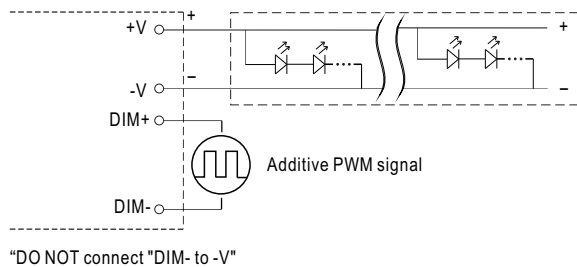 +V
+
+
-V
–
–
DIM+
Additive PWM signal
DIM-
“DO NOT connect "DIM- to -V"